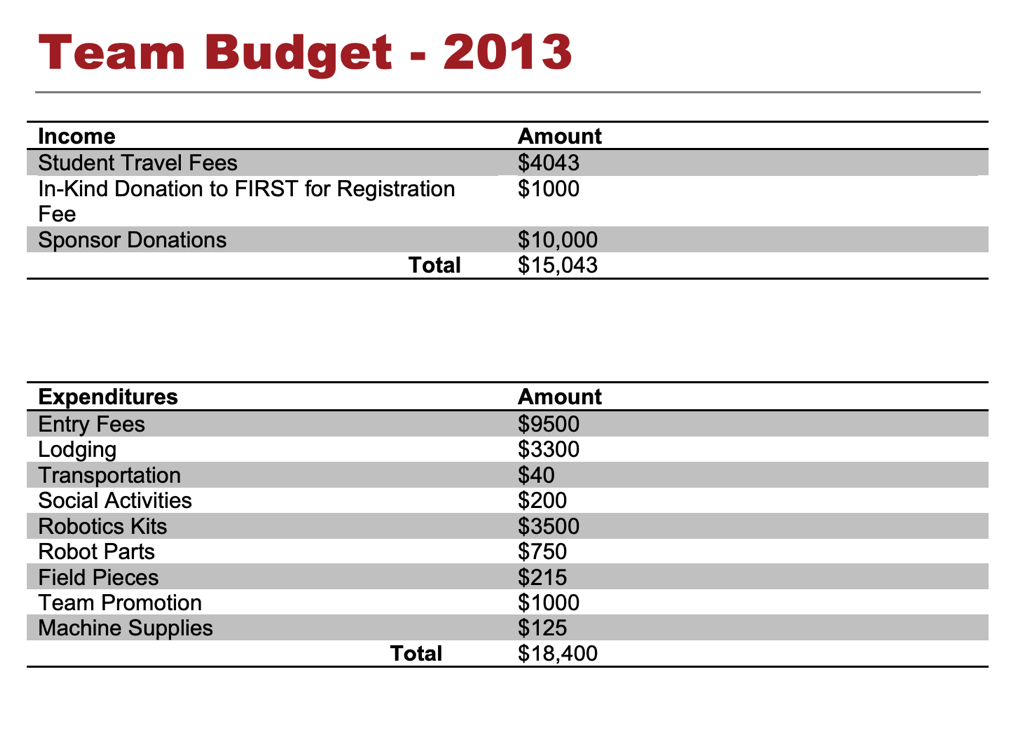 Team Budget - 2013
Income Amount
Student Travel Fees $4043
In-Kind Donation to FIRST for Registration $1000
Fee
Sponsor Donations $10,000
Total $15,043
Expenditures Amount
Entry Fees $9500
Lodging $3300
Transportation $40
Social Activities $200
Robotics Kits $3500
Robot Parts $750
Field Pieces $215
Team Promotion $1000
Machine Supplies $125
Total $18,400